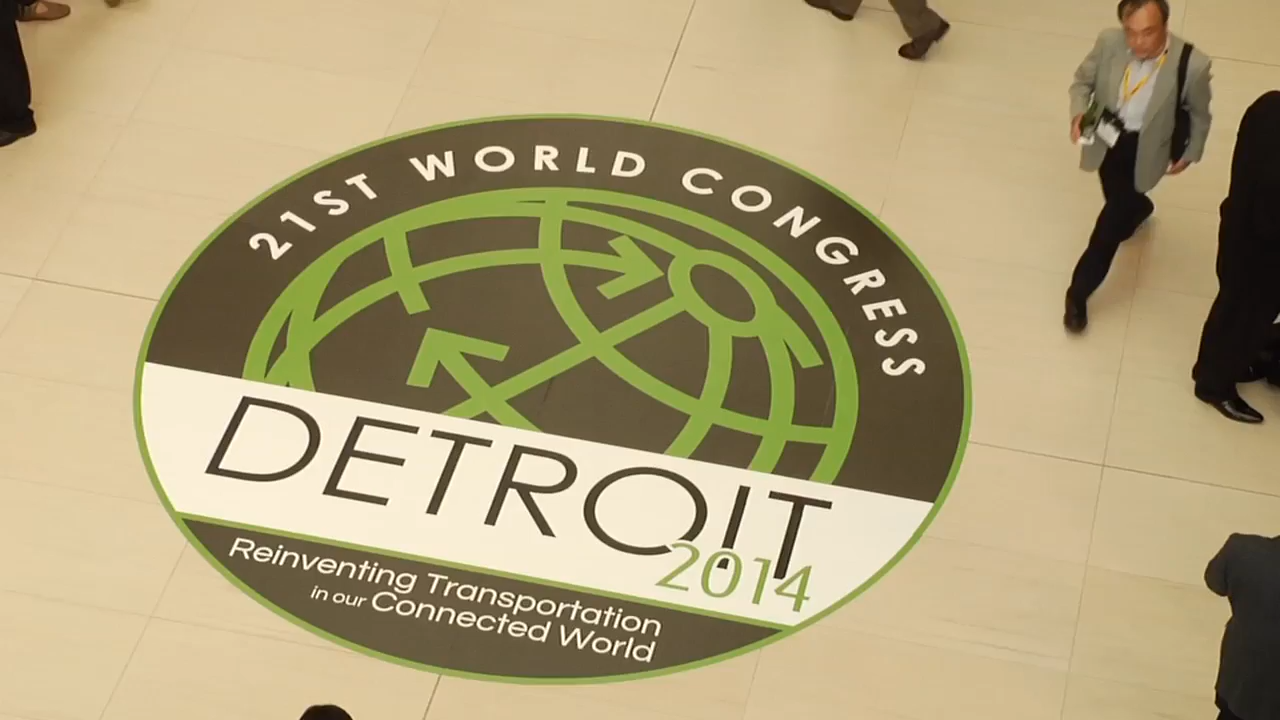 21ST WORLD CONGRESS
DETROIT
2014
Reinventing Transportation
in our Connected World